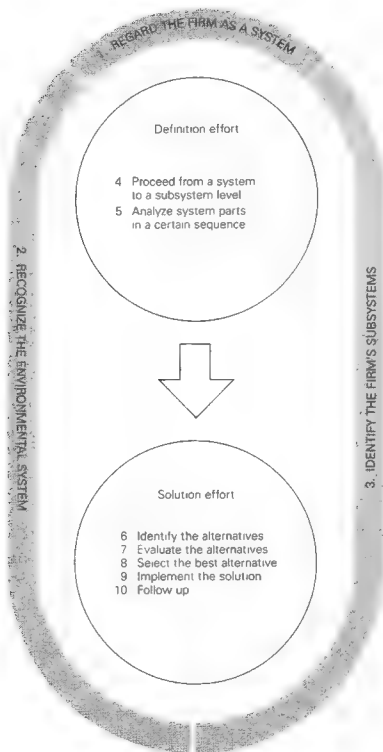 1. REGARD THE FIRM AS A SYSTEM
Definition effort
4 Proceed from a system
to a subsystem level
5 Analyze system parts
in a certain sequence
2. RECOGNIZE THE ENVIRONMENTAL SYSTEM
3. IDENTIFY THE FIRM'S SUBSYSTEMS
Solution effort
6 Identify the alternatives
7 Evaluate the alternatives
8 Select the best alternative
9 Implement the solution
10 Follow up